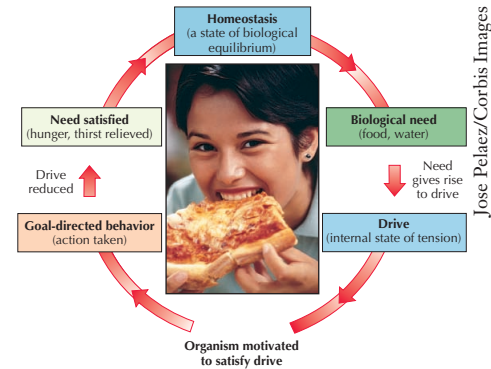 Homeostasis
(a state of biological
equilibrium)
Need satisfied
(hunger, thirst relieved)
Biological need
(food, water)
Drive
reduced
Need
gives rise
to drive
Goal-directed behavior
(action taken)
Drive
(internal state of tension)
Organism motivated
to satisfy drive
Jose Pelaez/Corbis Images